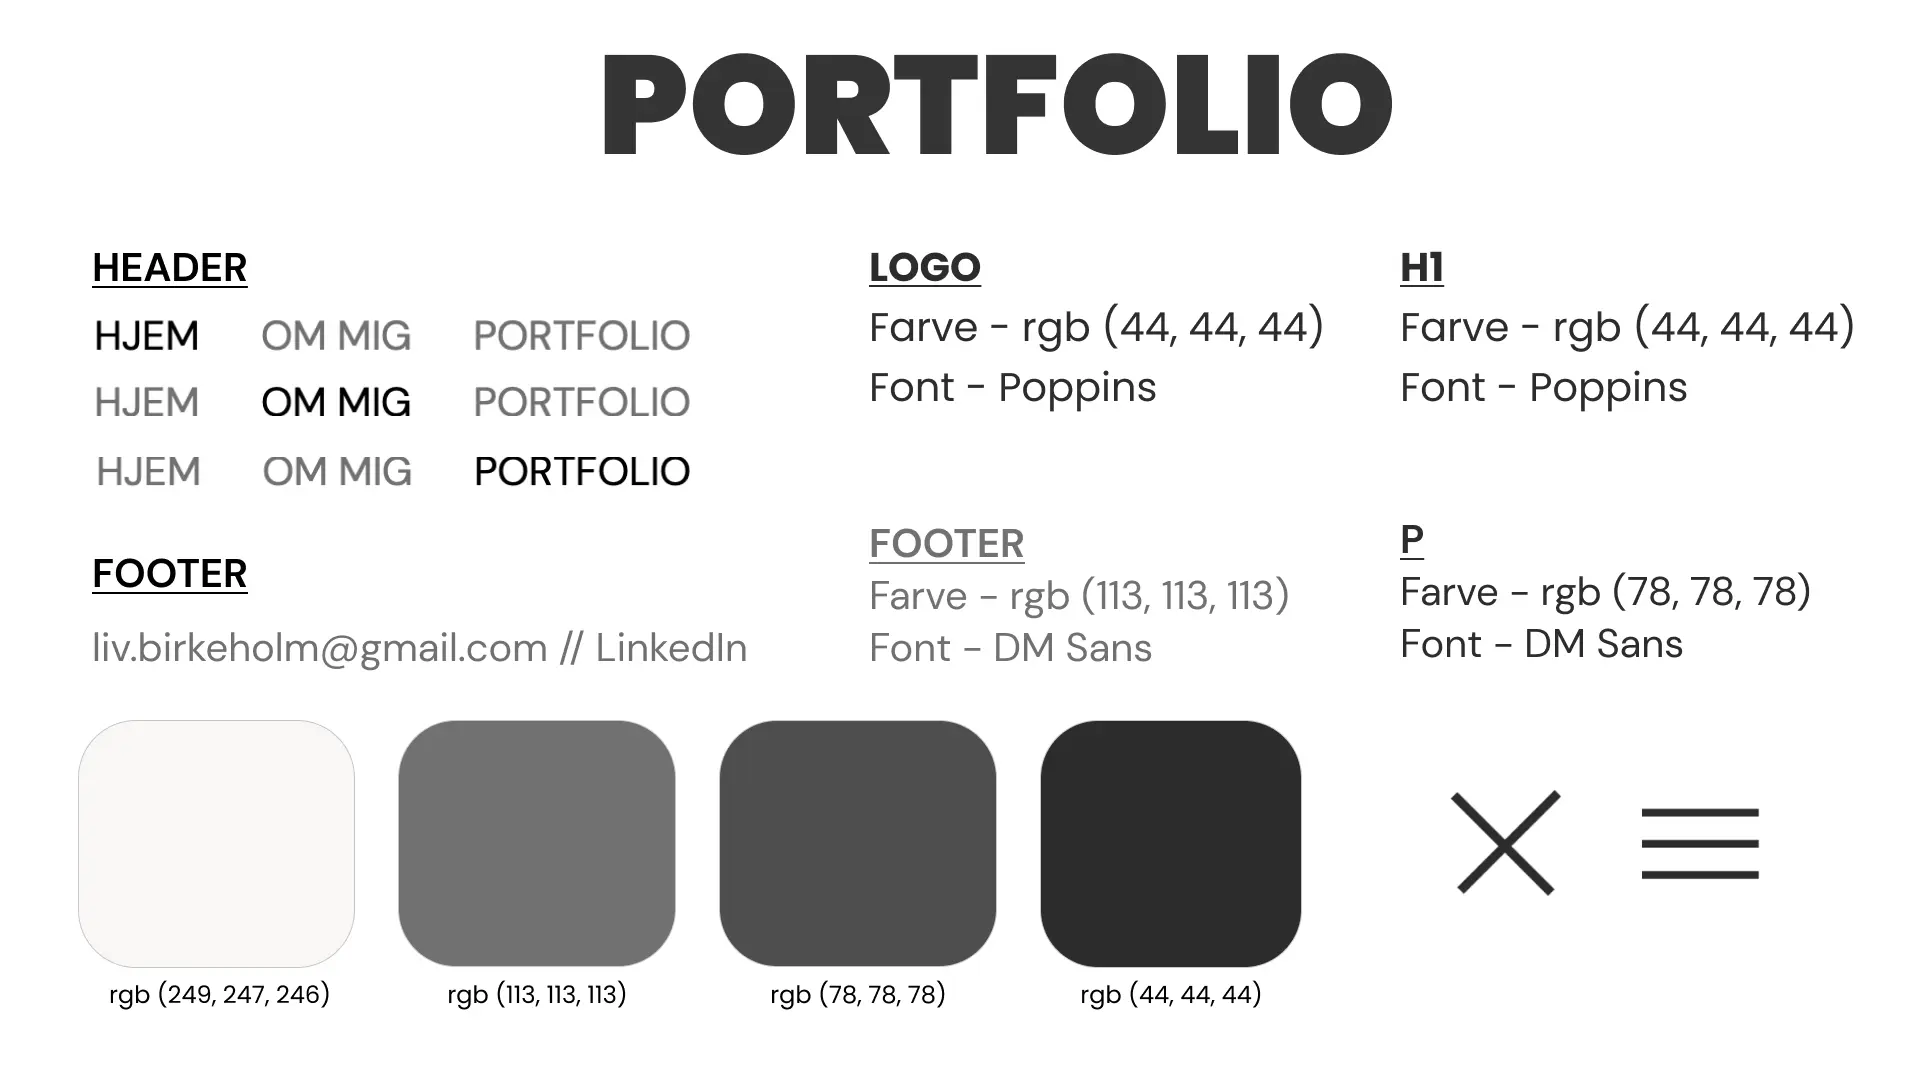 PORTFOLIO
HEADER
HJEM OM MIG PORTFOLIO
HJEM OM MIG PORTFOLIO
HJEM OM MIG PORTFOLIO
FOOTER
liv.birkeholm@gmail.com // LinkedIn
LOGO
Farve - rgb (44, 44, 44)
Font - Poppins
H1
Farve - rgb (44, 44, 44)
Font - Poppins
FOOTER
Farve - rgb (113, 113, 113)
Font - DM Sans
P
Farve - rgb (78, 78, 78)
Font - DM Sans
rgb (249, 247, 246)
rgb (113, 113, 113)
rgb (78, 78, 78)
rgb (44, 44, 44)